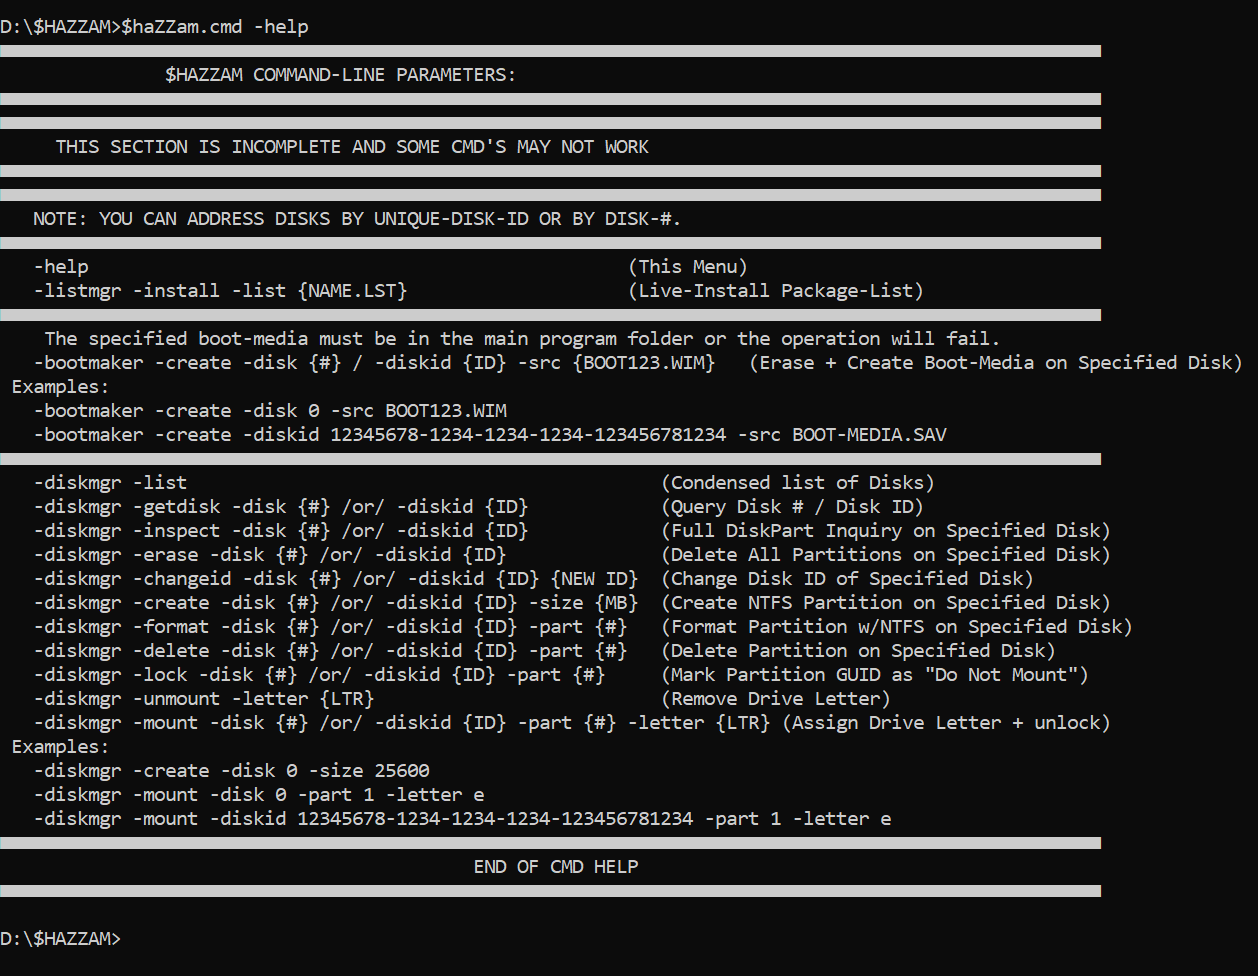 D:\$HAZZAM>$haZZam.cmd -help
$HAZZAM COMMAND-LINE PARAMETERS:
THIS SECTION IS INCOMPLETE AND SOME CMD'S MAY NOT WORK
NOTE: YOU CAN ADDRESS DISKS BY UNIQUE-DISK-ID OR BY DISK-#.
-help (This Menu)
-listmgr -install -list {NAME.LST} (Live-Install Package-List)
The specified boot-media must be in the main program folder or the operation will fail.
-bootmaker -create -disk {#} / -diskid {ID} -src {BOOT123.WIM} (Erase + Create Boot-Media on Specified Disk)
Examples:
-bootmaker -create -disk 0 -src BOOT123.WIM
-bootmaker -create -diskid 12345678-1234-1234-1234-123456781234 -src BOOT-MEDIA.SAV
-diskmgr -list (Condensed list of Disks)
-diskmgr -getdisk -disk {#} /or/ -diskid {ID} (Query Disk # / Disk ID)
-diskmgr -inspect -disk {#} /or/ -diskid {ID} (Full DiskPart Inquiry on Specified Disk)
-diskmgr -erase -disk {#} /or/ -diskid {ID} (Delete All Partitions on Specified Disk)
-diskmgr -changeid -disk {#} /or/ -diskid {ID} {NEW ID} (Change Disk ID of Specified Disk)
-diskmgr -create -disk {#} /or/ -diskid {ID} -size {MB} (Create NTFS Partition on Specified Disk)
-diskmgr -format -disk {#} /or/ -diskid {ID} -part {#} (Format Partition w/NTFS on Specified Disk)
-diskmgr -delete -disk {#} /or/ -diskid {ID} -part {#} (Delete Partition on Specified Disk)
-diskmgr -lock -disk {#} /or/ -diskid {ID} -part {#} (Mark Partition GUID as "Do Not Mount")
-diskmgr -unmount -letter {LTR} (Remove Drive Letter)
-diskmgr -mount -disk {#} /or/ -diskid {ID} -part {#} -letter {LTR} (Assign Drive Letter + unlock)
Examples:
-diskmgr -create -disk 0 -size 25600
-diskmgr -mount -disk 0 -part 1 -letter e
-diskmgr -mount -diskid 12345678-1234-1234-1234-123456781234 -part 1 -letter e
END OF CMD HELP
D:\$HAZZAM>